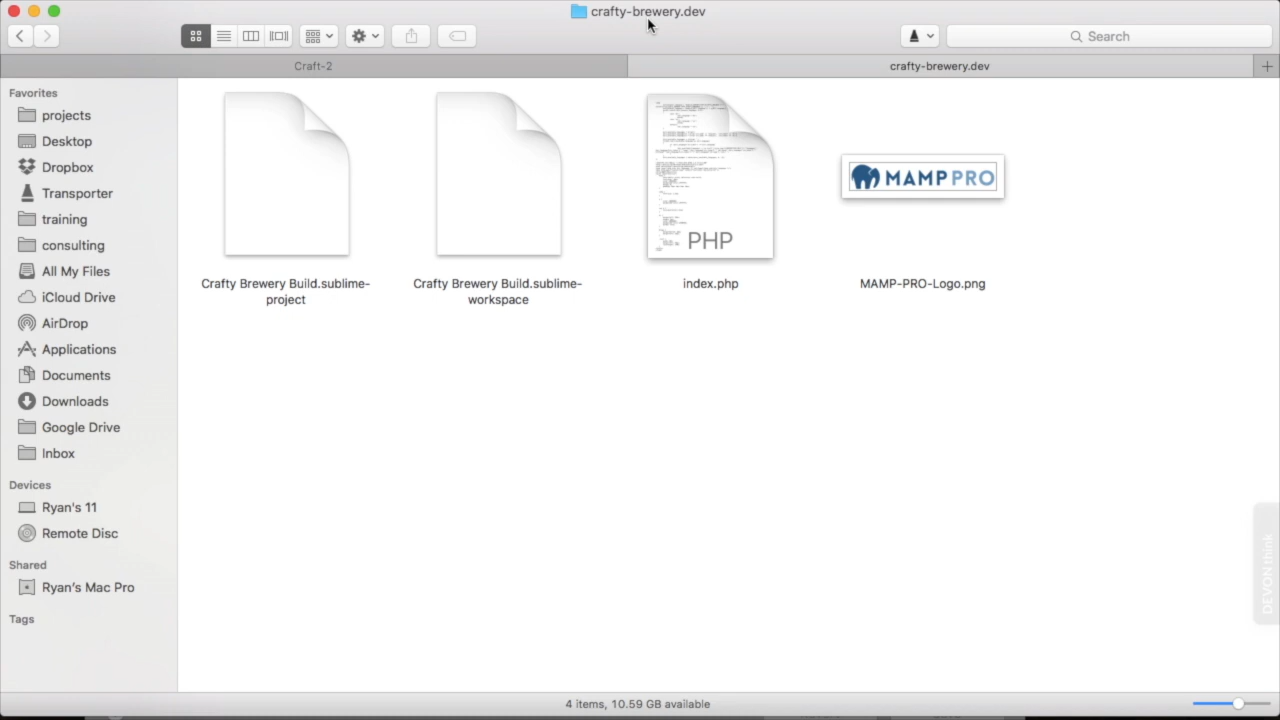 crafty-brewery.dev
Search
Craft-2
crafty-brewery.dev
Favorites
projects
Desktop
Dropbox
Transporter
training
consulting
All My Files
iCloud Drive
AirDrop
Applications
Documents
Downloads
Google Drive
Inbox
Devices
Ryan's 11
Remote Disc
Shared
Ryan's Mac Pro
Tags
Crafty Brewery Build.sublime-
project
Crafty Brewery Build.sublime-
workspace
PHP
index.php
MAMP PRO
MAMP-PRO-Logo.png
DEVONthink
4 items, 10.59 GB available